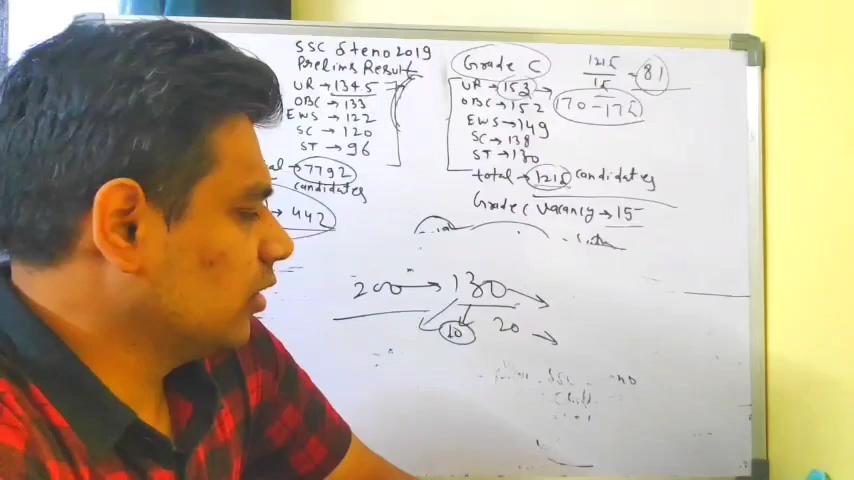 SSC Steno 2019
Prelims Result
UR → 134.5
OBC → 133
EWS → 122
SC → 120
ST → 96
→ 7792
candidates
→ 442
Grade C
UR → 153 →
OBC → 152
EWS → 149
SC → 138
ST → 130
total → 1215 candidates
Grade C Vacancy → 15
1215
15
81
170-175
200 → 130
10 20